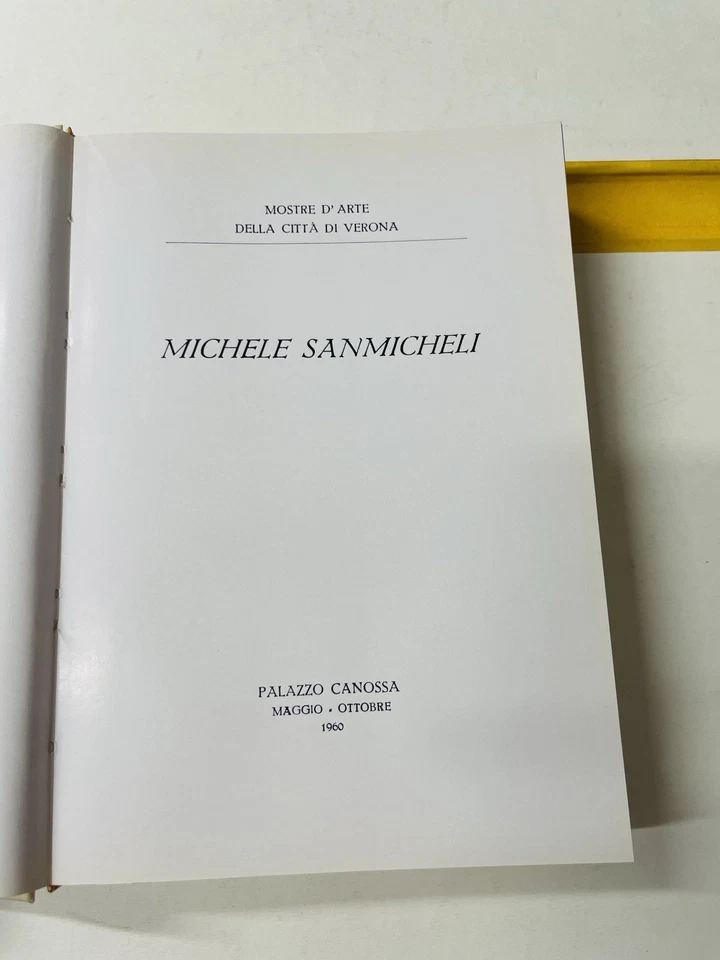 MOSTRE D'ARTE
DELLA CITTÀ DI VERONA
MICHELE SANMICHELI
PALAZZO CANOSSA
MAGGIO - OTTOBRE
1960